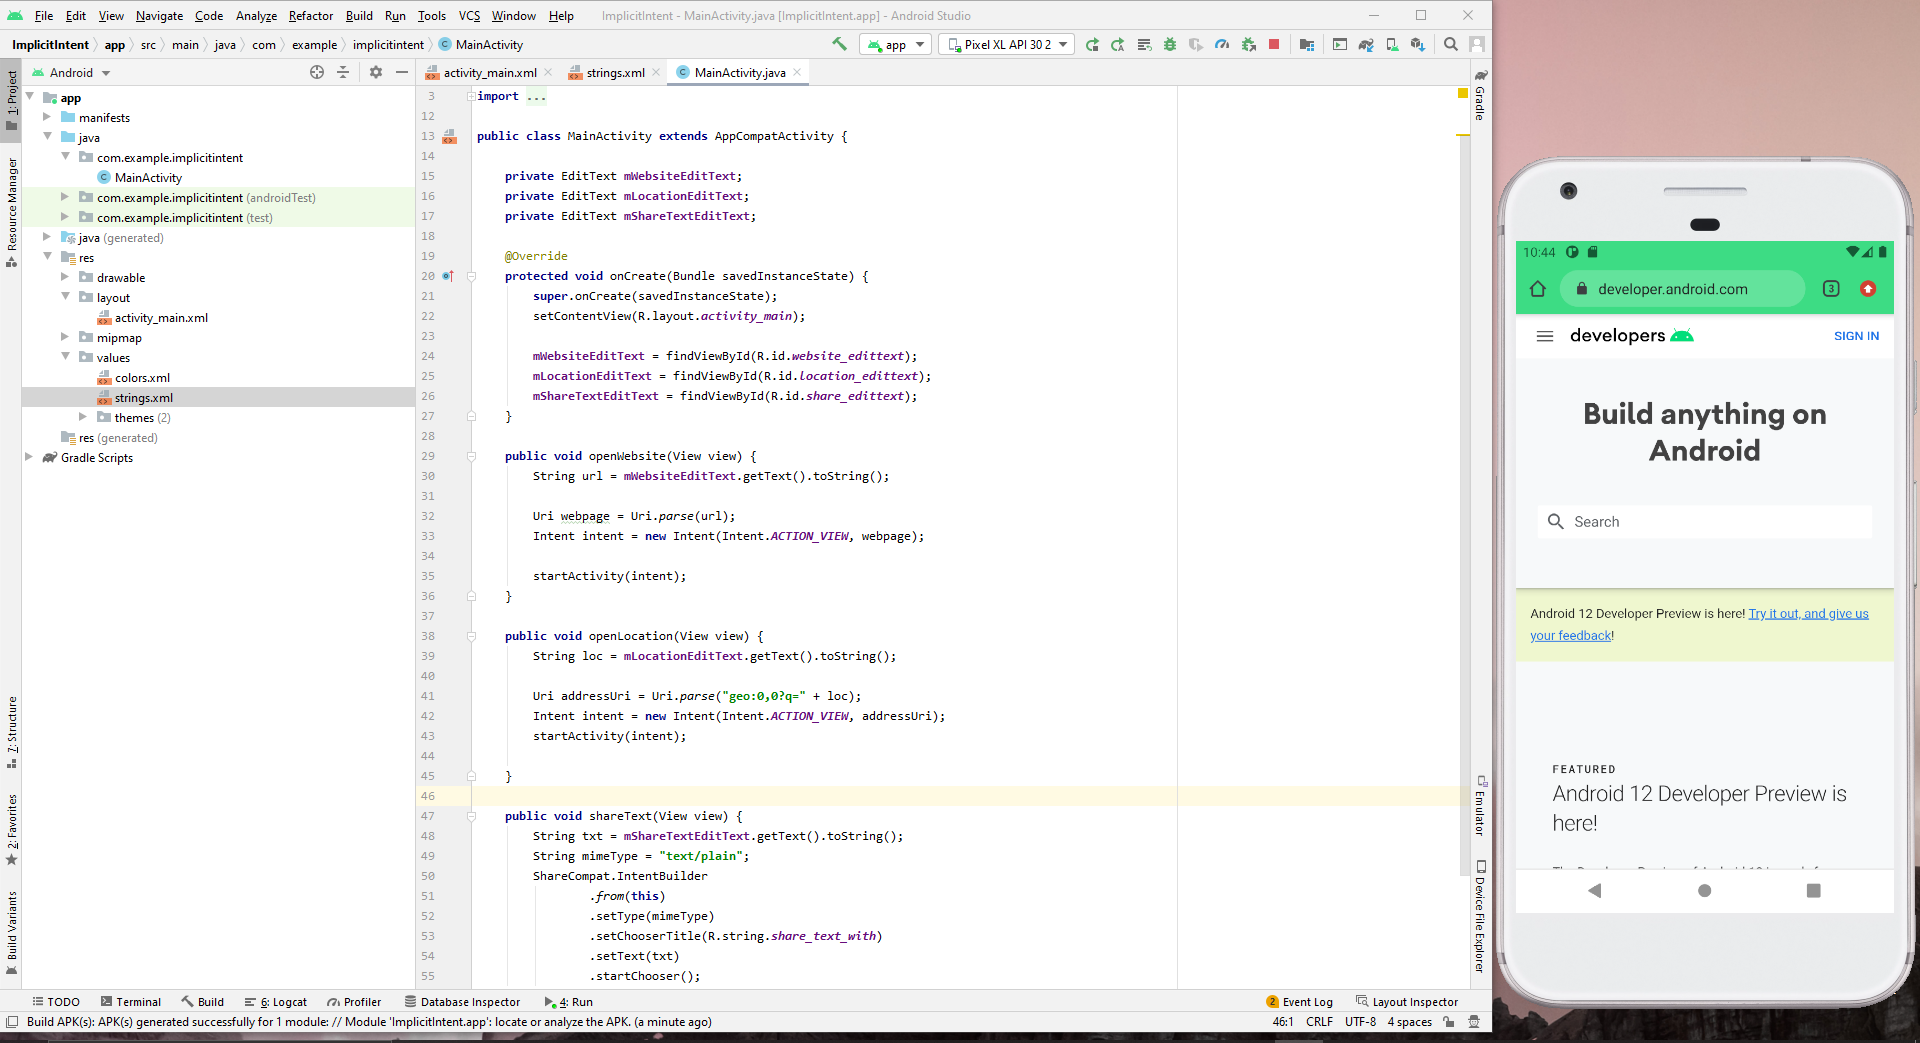 File Edit View Navigate Code Analyze Refactor Build Run Tools VCS Window Help ImplicitIntent - MainActivity.java [ImplicitIntent.app] - Android Studio
ImplicitIntent app src main java com example implicitintent MainActivity app Pixel XL API 30 2
Android
activity_main.xml strings.xml MainActivity.java
1: Project
Resource Manager
7: Structure
2: Favorites
Build Variants
app
manifests
java
com.example.implicitintent
MainActivity
com.example.implicitintent (androidTest)
com.example.implicitintent (test)
java (generated)
res
drawable
layout
activity_main.xml
mipmap
values
colors.xml
strings.xml
themes (2)
res (generated)
Gradle Scripts
3 import ...
12
13 public class MainActivity extends AppCompatActivity {
14
15 private EditText mWebsiteEditText;
16 private EditText mLocationEditText;
17 private EditText mShareTextEditText;
18
19 @Override
20 protected void onCreate(Bundle savedInstanceState) {
21 super.onCreate(savedInstanceState);
22 setContentView(R.layout.activity_main);
23
24 mWebsiteEditText = findViewById(R.id.website_edittext);
25 mLocationEditText = findViewById(R.id.location_edittext);
26 mShareTextEditText = findViewById(R.id.share_edittext);
27 }
28
29 public void openWebsite(View view) {
30 String url = mWebsiteEditText.getText().toString();
31
32 Uri webpage = Uri.parse(url);
33 Intent intent = new Intent(Intent.ACTION_VIEW, webpage);
34
35 startActivity(intent);
36 }
37
38 public void openLocation(View view) {
39 String loc = mLocationEditText.getText().toString();
40
41 Uri addressUri = Uri.parse("geo:0,0?q=" + loc);
42 Intent intent = new Intent(Intent.ACTION_VIEW, addressUri);
43 startActivity(intent);
44
45 }
46
47 public void shareText(View view) {
48 String txt = mShareTextEditText.getText().toString();
49 String mimeType = "text/plain";
50 ShareCompat.IntentBuilder
51 .from(this)
52 .setType(mimeType)
53 .setChooserTitle(R.string.share_text_with)
54 .setText(txt)
55 .startChooser();
Gradle
Emulator
Device File Explorer
TODO Terminal Build 6: Logcat Profiler Database Inspector 4: Run 2 Event Log Layout Inspector
Build APK(s): APK(s) generated successfully for 1 module: // Module 'ImplicitIntent.app': locate or analyze the APK. (a minute ago) 46:1 CRLF UTF-8 4 spaces
10:44
developer.android.com 3
developers SIGN IN
Build anything on
Android
Search
Android 12 Developer Preview is here! Try it out, and give us
your feedback!
FEATURED
Android 12 Developer Preview is
here!